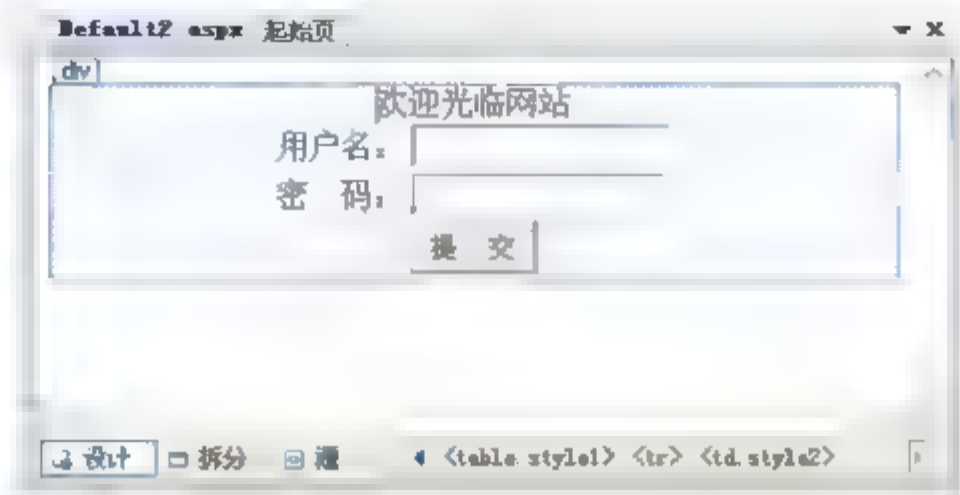 Default2 aspx 起始页
div
欢迎光临网站
用户名：
密 码：
提 交
设计 拆分 <table.style1> <tr> <td.style2>